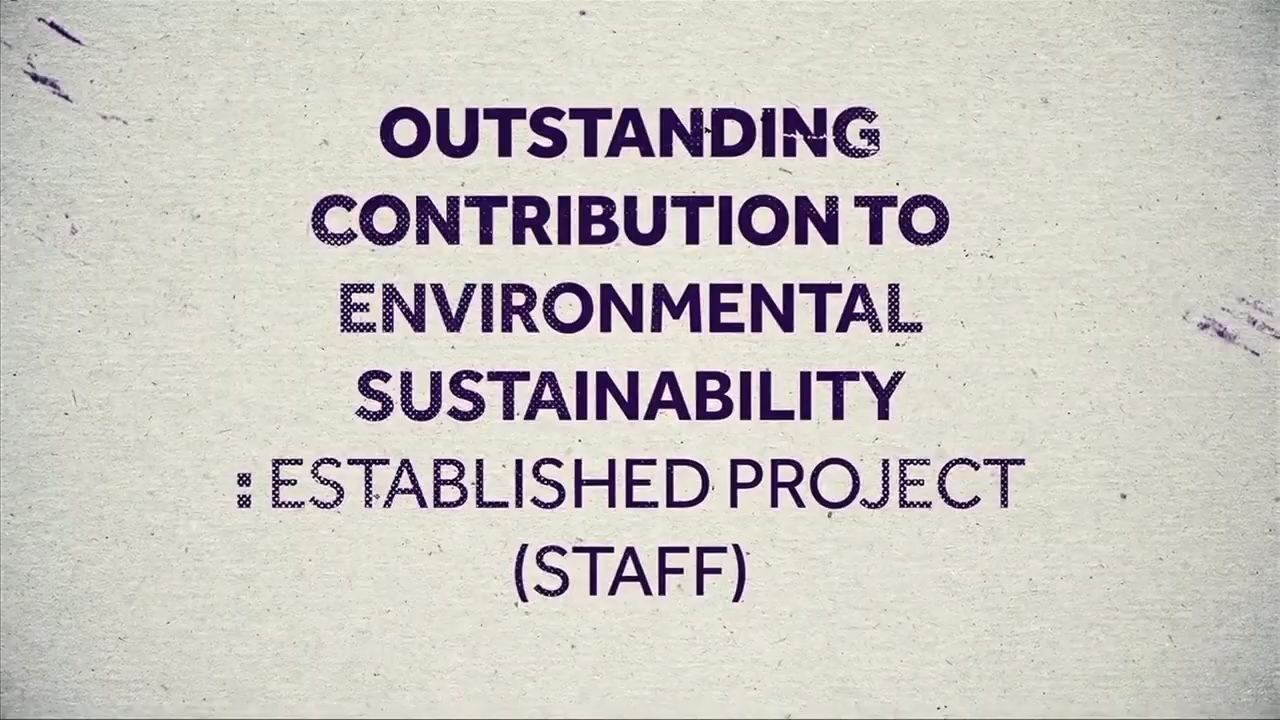 OUTSTANDING
CONTRIBUTION TO
ENVIRONMENTAL
SUSTAINABILITY
: ESTABLISHED PROJECT
(STAFF)